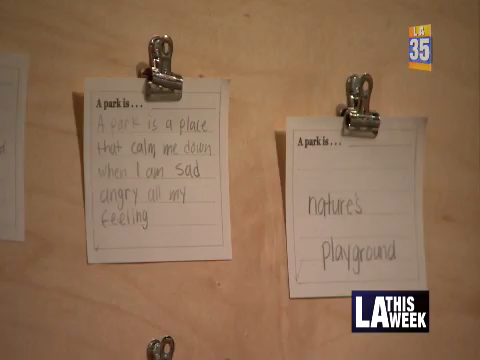 LA
35
A park is...
A park is a place
that calm me down
when I am sad
angry all my
feeling
A park is...
nature's
playground
LA THIS
WEEK